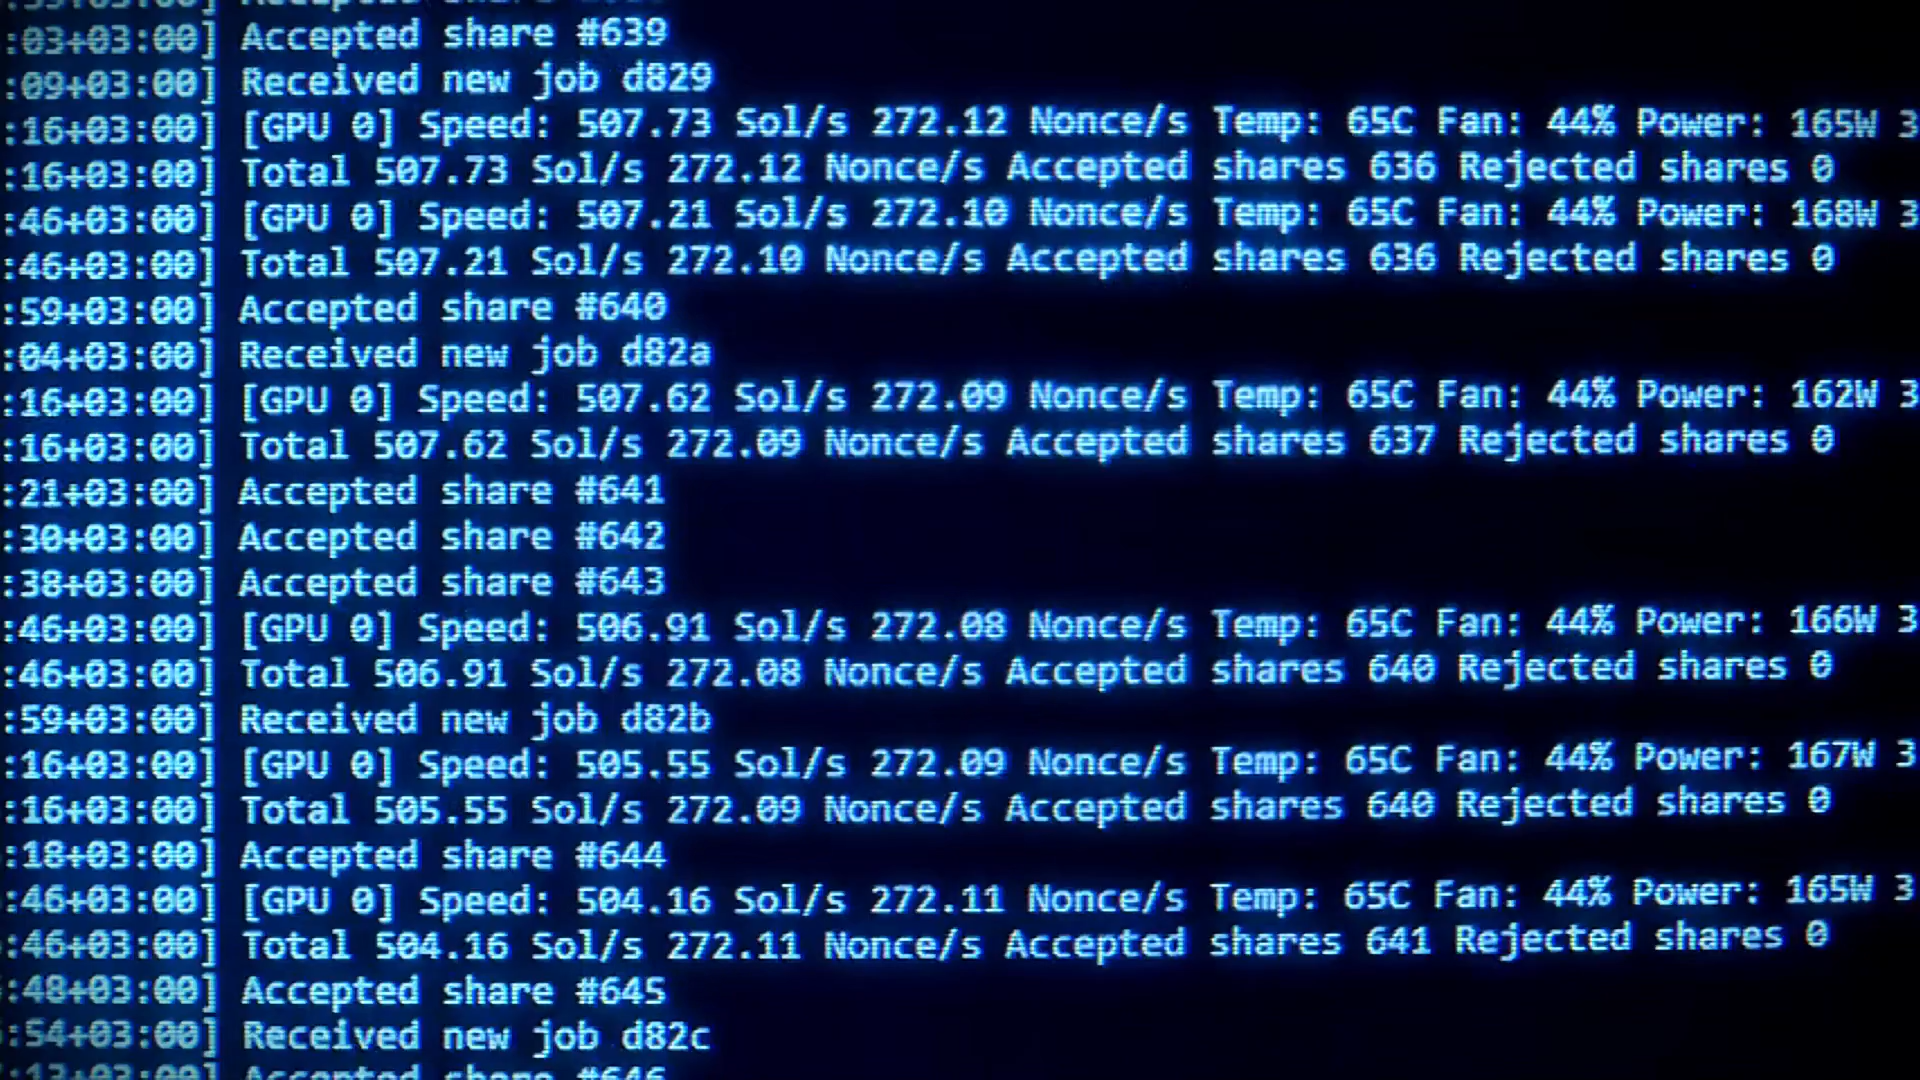 :03+03:00] Accepted share #639
:09+03:00] Received new job d829
:16+03:00] [GPU 0] Speed: 507.73 Sol/s 272.12 Nonce/s Temp: 65C Fan: 44% Power: 165W 3
:16+03:00] Total 507.73 Sol/s 272.12 Nonce/s Accepted shares 636 Rejected shares 0
:46+03:00] [GPU 0] Speed: 507.21 Sol/s 272.10 Nonce/s Temp: 65C Fan: 44% Power: 168W 3
:46+03:00] Total 507.21 Sol/s 272.10 Nonce/s Accepted shares 636 Rejected shares 0
:59+03:00] Accepted share #640
:04+03:00] Received new job d82a
:16+03:00] [GPU 0] Speed: 507.62 Sol/s 272.09 Nonce/s Temp: 65C Fan: 44% Power: 162W 3
:16+03:00] Total 507.62 Sol/s 272.09 Nonce/s Accepted shares 637 Rejected shares 0
:21+03:00] Accepted share #641
:30+03:00] Accepted share #642
:38+03:00] Accepted share #643
:46+03:00] [GPU 0] Speed: 506.91 Sol/s 272.08 Nonce/s Temp: 65C Fan: 44% Power: 166W 3
:46+03:00] Total 506.91 Sol/s 272.08 Nonce/s Accepted shares 640 Rejected shares 0
:59+03:00] Received new job d82b
:16+03:00] [GPU 0] Speed: 505.55 Sol/s 272.09 Nonce/s Temp: 65C Fan: 44% Power: 167W 3
:16+03:00] Total 505.55 Sol/s 272.09 Nonce/s Accepted shares 640 Rejected shares 0
:18+03:00] Accepted share #644
:46+03:00] [GPU 0] Speed: 504.16 Sol/s 272.11 Nonce/s Temp: 65C Fan: 44% Power: 165W 3
:46+03:00] Total 504.16 Sol/s 272.11 Nonce/s Accepted shares 641 Rejected shares 0
:48+03:00] Accepted share #645
:54+03:00] Received new job d82c
:13+03:00] Accepted share #646